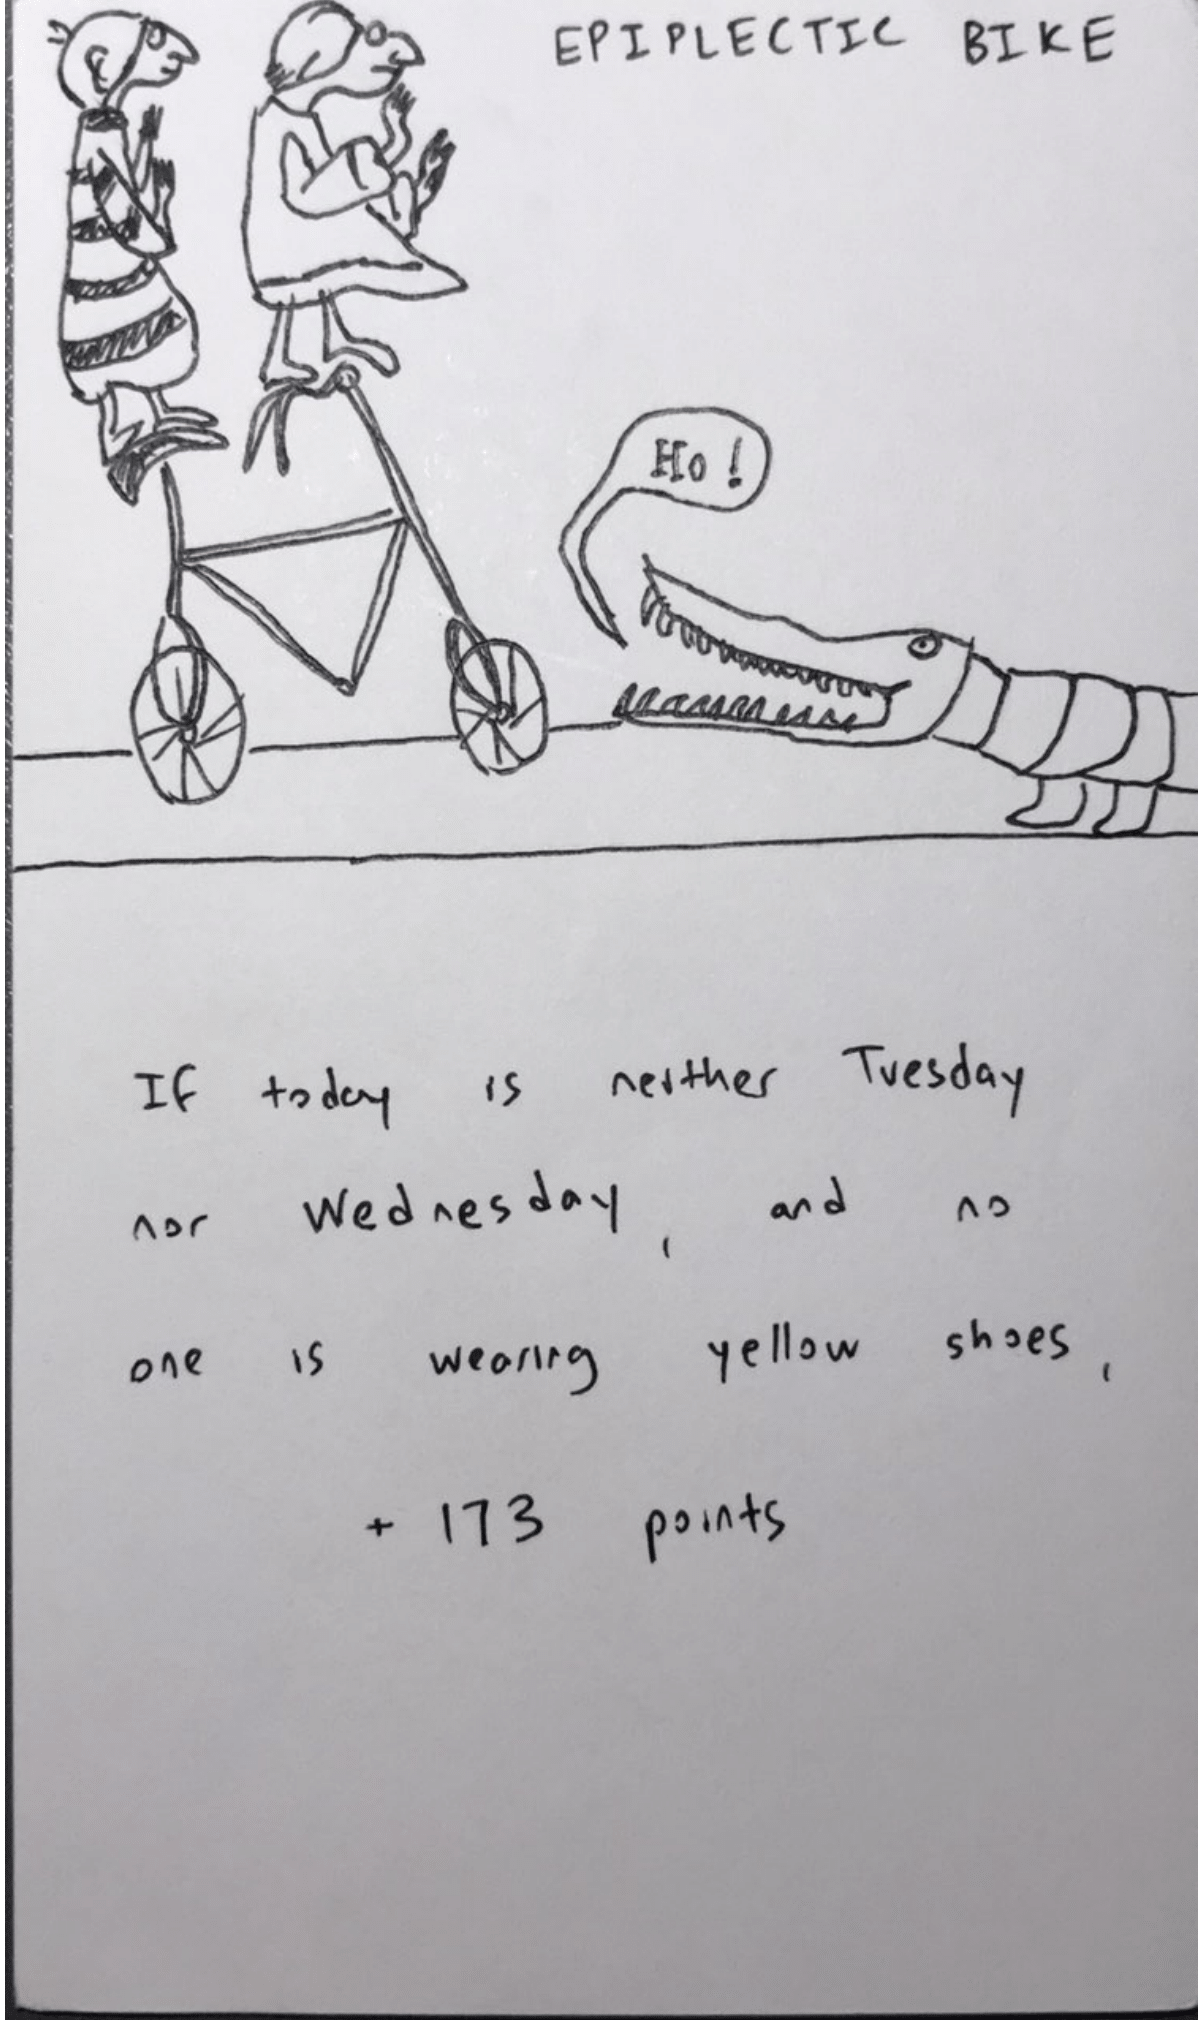 EPIPLECTIC BIKE
Ho!
If today is neither Tuesday
nor Wednesday, and no
one is wearing yellow shoes,
+ 173 points